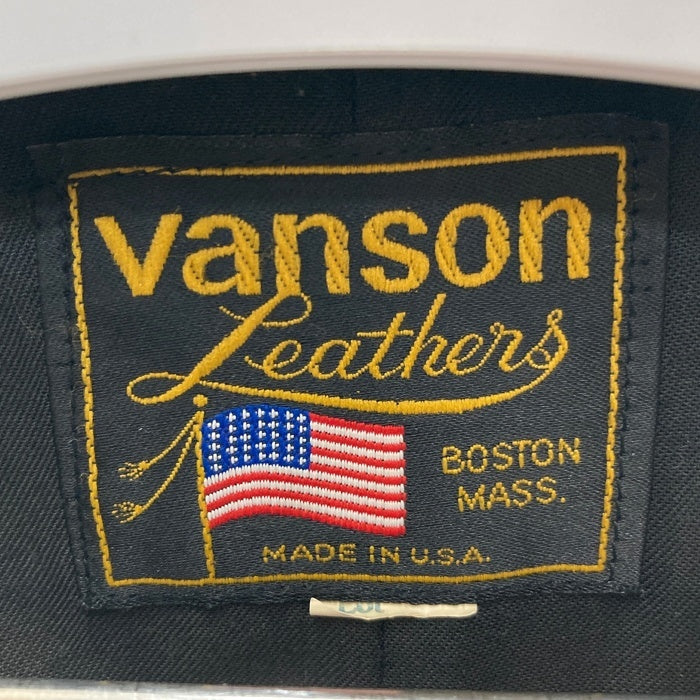 vanson
Leathers
BOSTON
MASS.
MADE IN U.S.A.